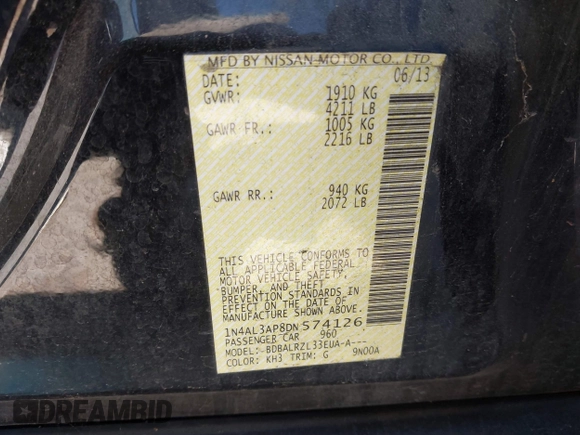 MFD BY NISSAN MOTOR CO., LTD.
DATE: 06/13
GVWR: 1910 KG
4211 LB
GAWR FR.: 1005 KG
2216 LB
GAWR RR.: 940 KG
2072 LB
THIS VEHICLE CONFORMS TO
ALL APPLICABLE FEDERAL
MOTOR VEHICLE SAFETY,
BUMPER, AND THEFT
PREVENTION STANDARDS IN
EFFECT ON THE DATE OF
MANUFACTURE SHOWN ABOVE.
1N4AL3AP8DN574126
PASSENGER CAR 960
MODEL: BDBALRZL33EUA-A---
COLOR: KH3 TRIM: G 9N00A
DREAMBID